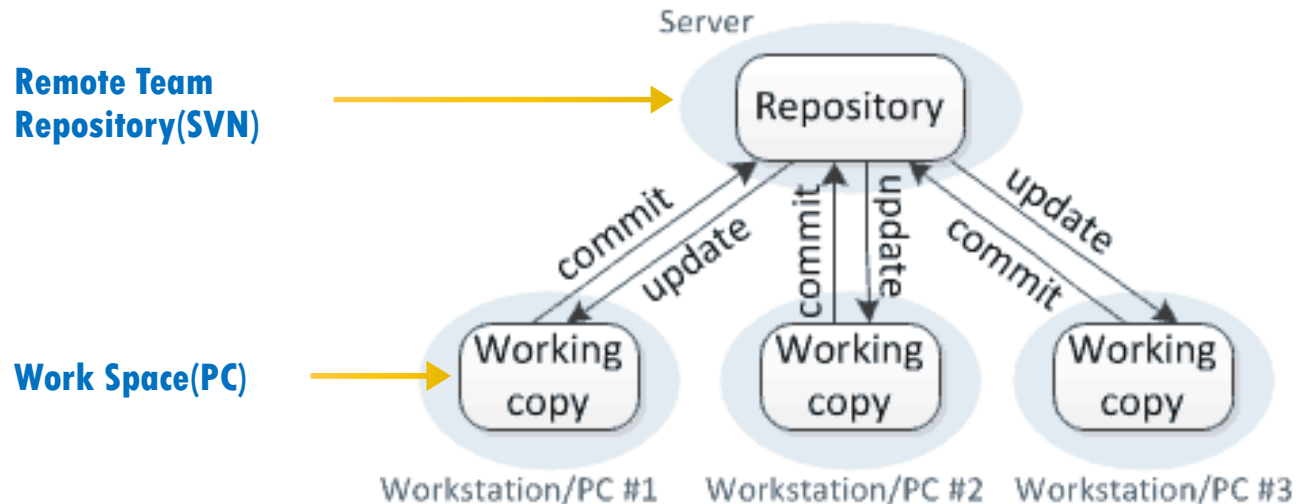 Server
Remote Team
Repository(SVN)
Repository
commit
update
commit
update
update
commit
Work Space(PC)
Working
copy
Working
copy
Working
copy
Workstation/PC #1
Workstation/PC #2
Workstation/PC #3